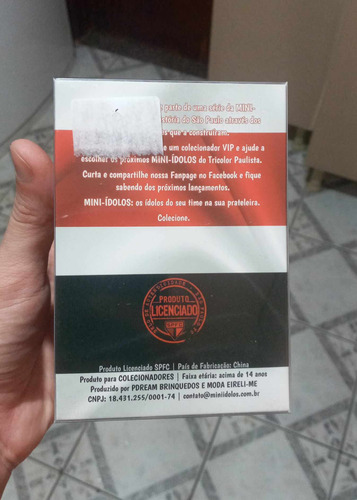 parte de uma série da MINI-
stória do São Paulo através dos
os que a construíram.
e um colecionador VIP e ajude a
escolher os próximos MINI-ÍDOLOS do Tricolor Paulista.
Curta e compartilhe nossa Fanpage no Facebook e fique
sabendo dos próximos lançamentos.
MINI-ÍDOLOS: os ídolos do seu time na sua prateleira.
Colecione.
PRODUTO
LICENCIADO
SPFC
Produto Licenciado SPFC | País de Fabricação: China
Produto para COLECIONADORES | Faixa etária: acima de 14 anos
Produzido por PDREAM BRINQUEDOS E MODA EIRELI-ME
CNPJ: 18.431.255/0001-74 | contato@miniidolos.com.br